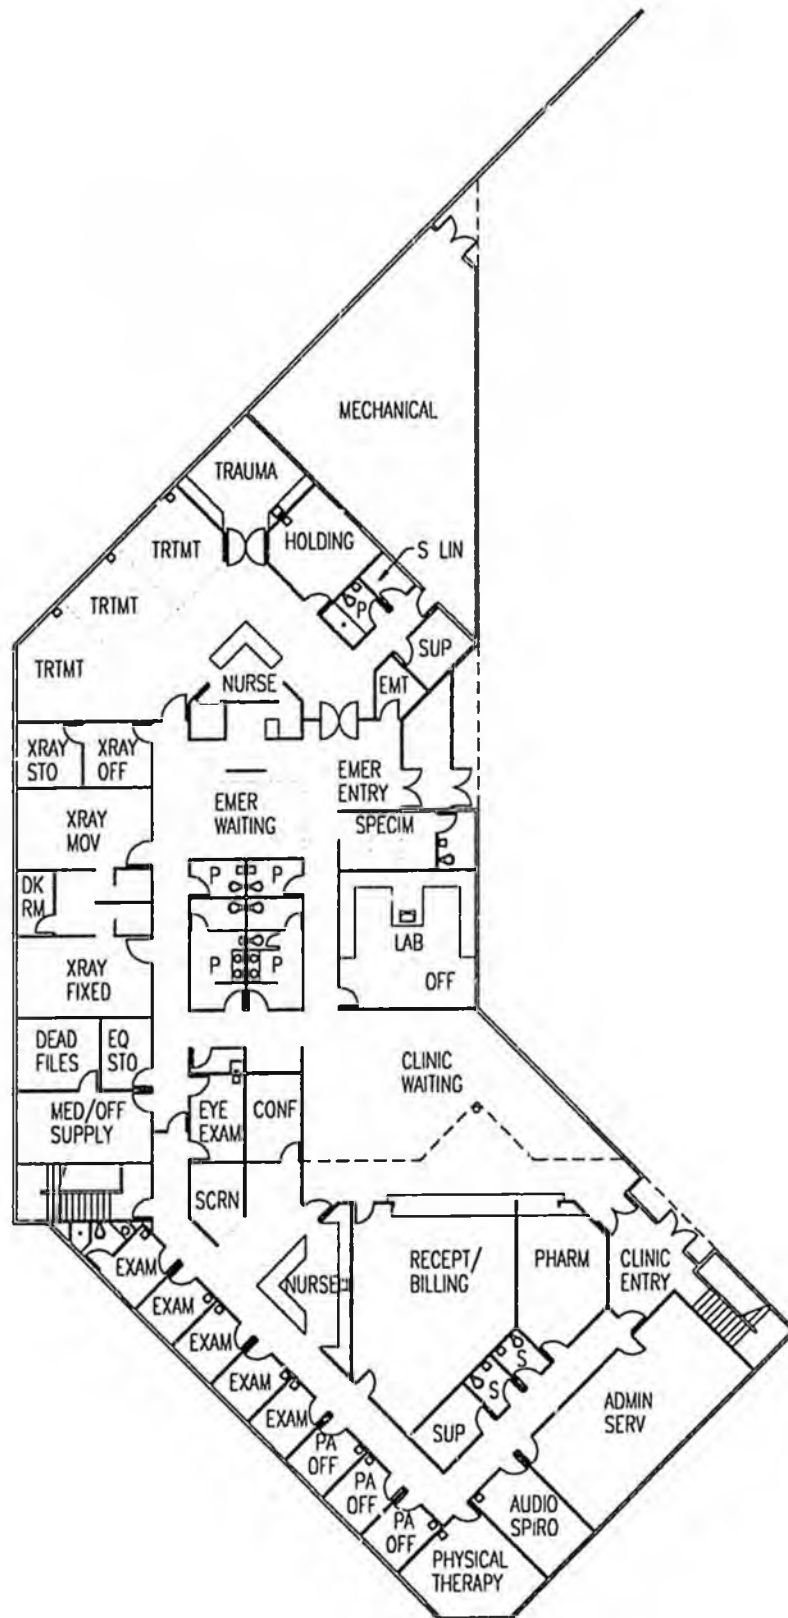 MECHANICAL
TRAUMA
HOLDING
S LIN
TRTMT
P
TRTMT
SUP
TRTMT
NURSE
EMT
XRAY
STO
XRAY
OFF
EMER
ENTRY
XRAY
MOV
EMER
WAITING
SPECIM
P
P
DK
RM
LAB
P
P
XRAY
FIXED
OFF
DEAD
FILES
EQ
STO
CLINIC
WAITING
MED/OFF
SUPPLY
EYE
EXAM
CONF
SCRN
EXAM
NURSE
RECEPT/
BILLING
PHARM
CLINIC
ENTRY
EXAM
EXAM
EXAM
S
S
ADMIN
SERV
EXAM
SUP
PA
OFF
PA
OFF
PA
OFF
AUDIO
SPIRO
PHYSICAL
THERAPY